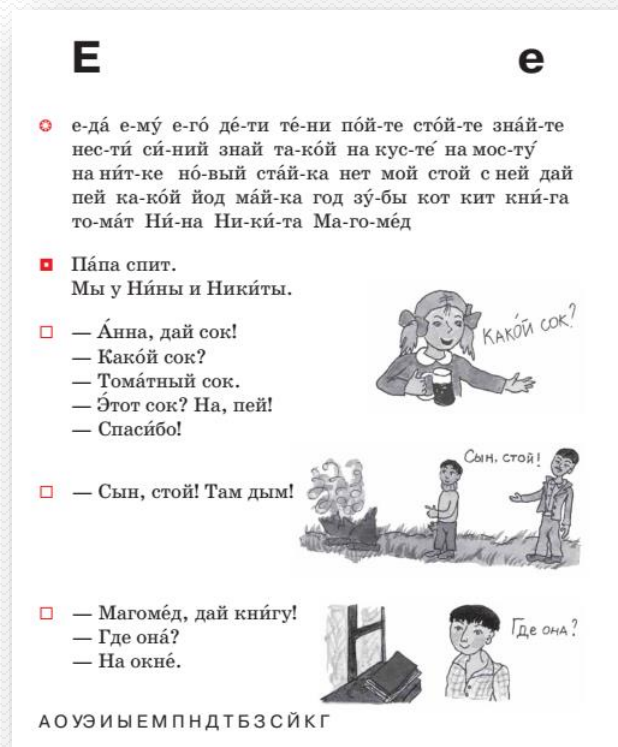 Е е
е-да́ е-му́ е-го́ де́-ти те́-ни по́й-те сто́й-те зна́й-те
нес-ти́ си́-ний знай та-ко́й на кус-те́ на мос-ту́
на ни́т-ке но́-вый ста́й-ка нет мой стой с ней дай
пей ка-ко́й йод ма́й-ка год зу́-бы кот кит кни́-га
то-ма́т Ни́-на Ни-ки́-та Ма-го-ме́д
Па́па спит.
Мы у Ни́ны и Ники́ты.
— А́нна, дай сок!
— Како́й сок?
— Тома́тный сок.
— Э́тот сок? На, пей!
— Спаси́бо!
КАКО́Й СОК?
— Сын, стой! Там дым!
Сын, стой!
— Магоме́д, дай кни́гу!
— Где она́?
— На окне́.
Где она?
А О У Э И Ы Е М П Н Д Т Б З С Й К Г